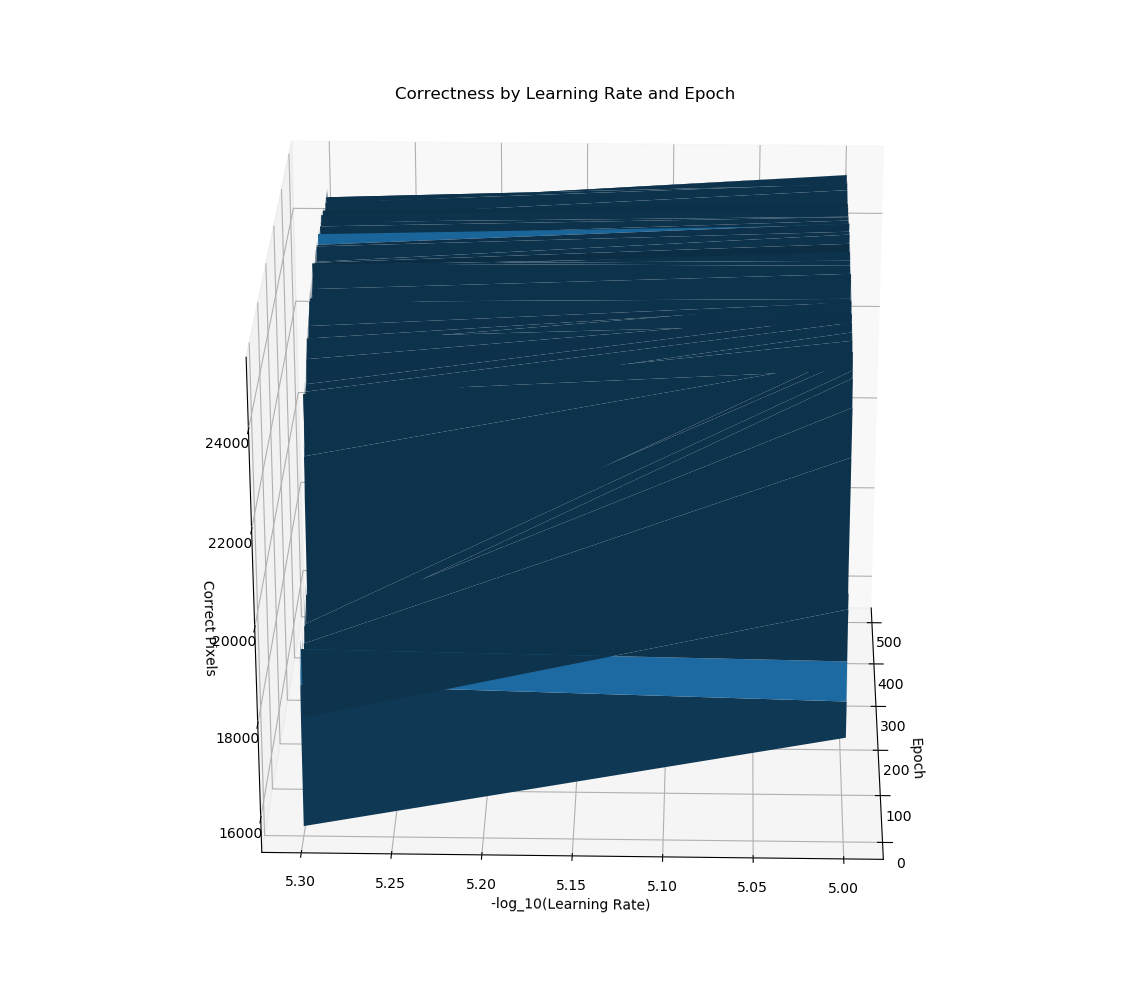 Correctness by Learning Rate and Epoch
24000
22000
20000
18000
16000
Correct Pixels
500
400
300
200
100
0
Epoch
5.30 5.25 5.20 5.15 5.10 5.05 5.00
-log_10(Learning Rate)